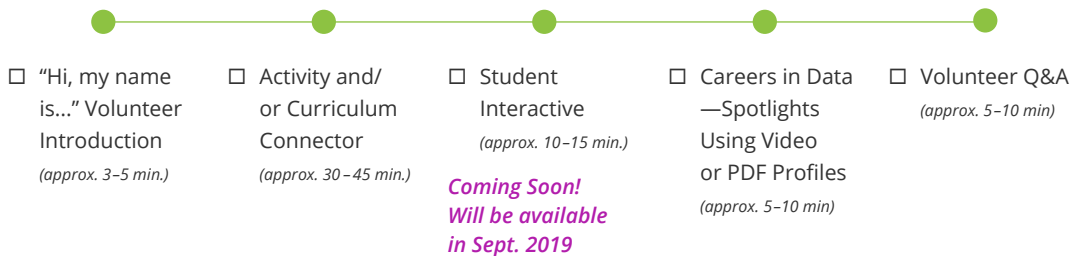 ☐ “Hi, my name
is...” Volunteer
Introduction
(approx. 3–5 min.)
☐ Activity and/
or Curriculum
Connector
(approx. 30–45 min.)
☐ Student
Interactive
(approx. 10–15 min.)
Coming Soon!
Will be available
in Sept. 2019
☐ Careers in Data
—Spotlights
Using Video
or PDF Profiles
(approx. 5–10 min)
☐ Volunteer Q&A
(approx. 5–10 min)